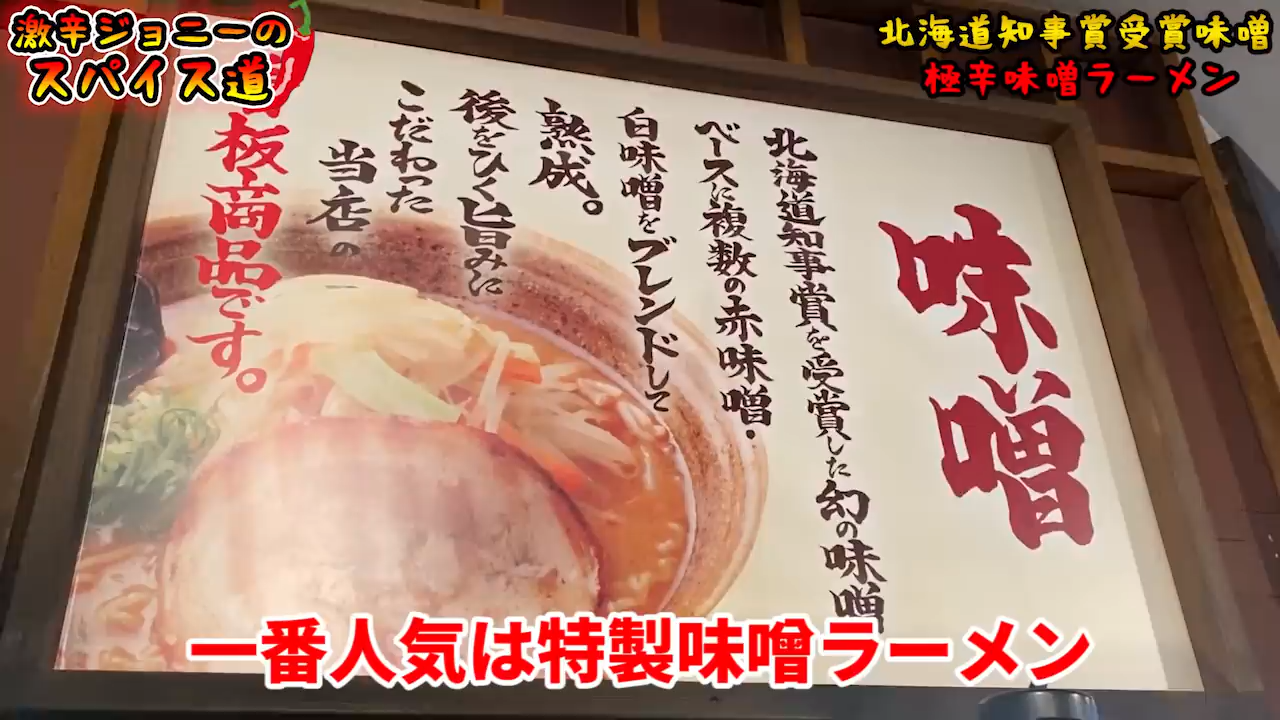 激辛ジョニーの
スパイス道
北海道知事賞受賞味噌
極辛味噌ラーメン
味噌
北海道知事賞を受賞した幻の味噌
ベースに複数の赤味噌・
白味噌をブレンドして
熟成。
後をひく旨みに
こだわった
当店の
看板商品です。
一番人気は特製味噌ラーメン